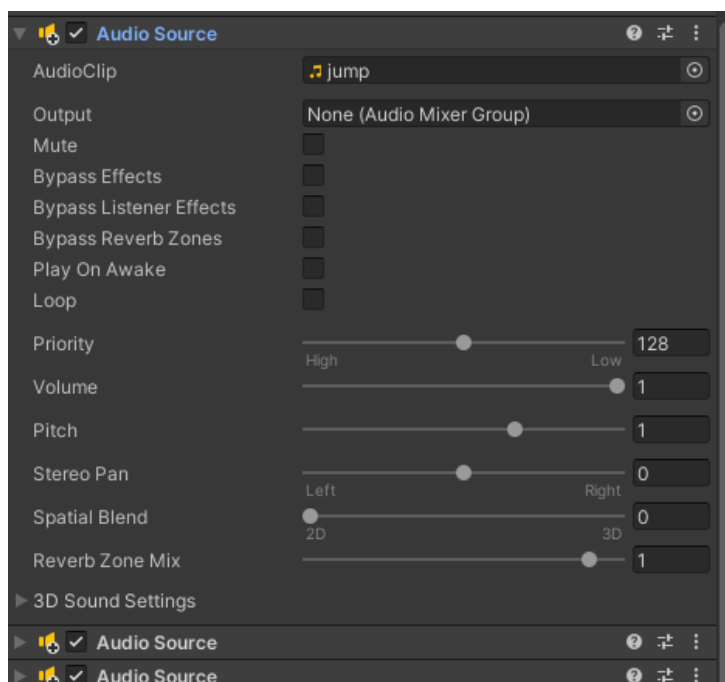 Audio Source
AudioClip jump
Output None (Audio Mixer Group)
Mute
Bypass Effects
Bypass Listener Effects
Bypass Reverb Zones
Play On Awake
Loop
Priority 128
High Low
Volume 1
Pitch 1
Stereo Pan 0
Left Right
Spatial Blend 0
2D 3D
Reverb Zone Mix 1
3D Sound Settings
Audio Source
Audio Source